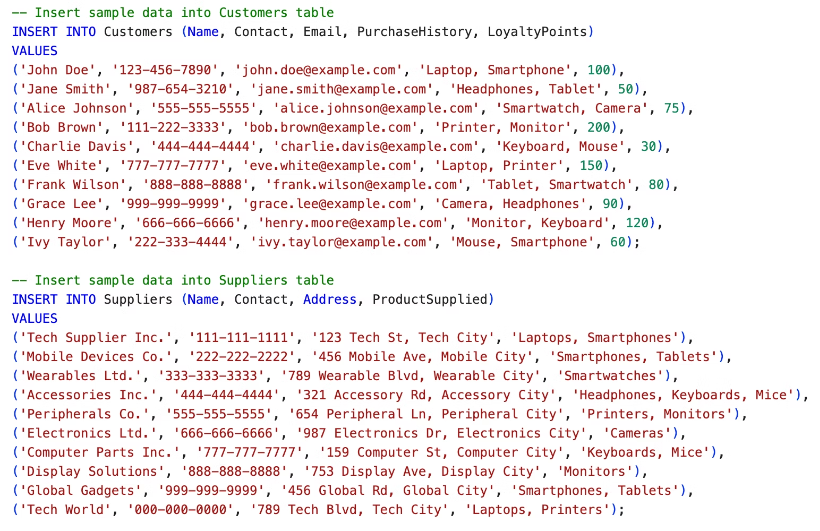 -- Insert sample data into Customers table
INSERT INTO Customers (Name, Contact, Email, PurchaseHistory, LoyaltyPoints)
VALUES
('John Doe', '123-456-7890', 'john.doe@example.com', 'Laptop, Smartphone', 100),
('Jane Smith', '987-654-3210', 'jane.smith@example.com', 'Headphones, Tablet', 50),
('Alice Johnson', '555-555-5555', 'alice.johnson@example.com', 'Smartwatch, Camera', 75),
('Bob Brown', '111-222-3333', 'bob.brown@example.com', 'Printer, Monitor', 200),
('Charlie Davis', '444-444-4444', 'charlie.davis@example.com', 'Keyboard, Mouse', 30),
('Eve White', '777-777-7777', 'eve.white@example.com', 'Laptop, Printer', 150),
('Frank Wilson', '888-888-8888', 'frank.wilson@example.com', 'Tablet, Smartwatch', 80),
('Grace Lee', '999-999-9999', 'grace.lee@example.com', 'Camera, Headphones', 90),
('Henry Moore', '666-666-6666', 'henry.moore@example.com', 'Monitor, Keyboard', 120),
('Ivy Taylor', '222-333-4444', 'ivy.taylor@example.com', 'Mouse, Smartphone', 60);
-- Insert sample data into Suppliers table
INSERT INTO Suppliers (Name, Contact, Address, ProductSupplied)
VALUES
('Tech Supplier Inc.', '111-111-1111', '123 Tech St, Tech City', 'Laptops, Smartphones'),
('Mobile Devices Co.', '222-222-2222', '456 Mobile Ave, Mobile City', 'Smartphones, Tablets'),
('Wearables Ltd.', '333-333-3333', '789 Wearable Blvd, Wearable City', 'Smartwatches'),
('Accessories Inc.', '444-444-4444', '321 Accessory Rd, Accessory City', 'Headphones, Keyboards, Mice'),
('Peripherals Co.', '555-555-5555', '654 Peripheral Ln, Peripheral City', 'Printers, Monitors'),
('Electronics Ltd.', '666-666-6666', '987 Electronics Dr, Electronics City', 'Cameras'),
('Computer Parts Inc.', '777-777-7777', '159 Computer St, Computer City', 'Keyboards, Mice'),
('Display Solutions', '888-888-8888', '753 Display Ave, Display City', 'Monitors'),
('Global Gadgets', '999-999-9999', '456 Global Rd, Global City', 'Smartphones, Tablets'),
('Tech World', '000-000-0000', '789 Tech Blvd, Tech City', 'Laptops, Printers');